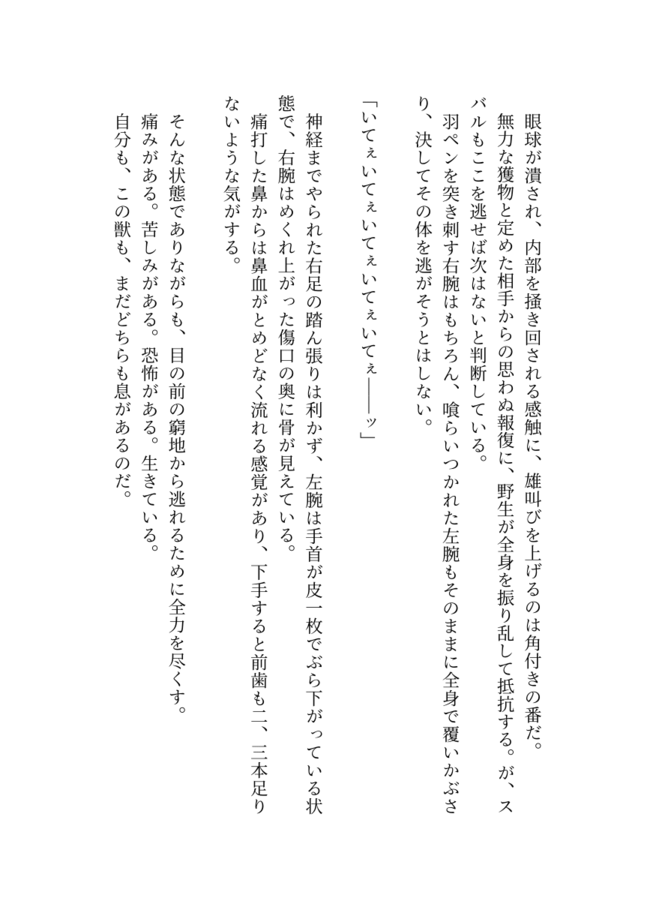 眼球が潰され、内部を掻き回される感触に、雄叫びを上げるのは角付きの番だ。
　無力な獲物と定めた相手からの思わぬ報復に、野生が全身を振り乱して抵抗する。が、ス
バルもここを逃せば次はないと判断している。
　羽ペンを突き刺す右腕はもちろん、喰らいつかれた左腕もそのままに全身で覆いかぶさ
り、決してその体を逃がそうとはしない。
「いてぇいてぇいてぇいてぇいてぇ――ッ」
　神経までやられた右足の踏ん張りは利かず、左腕は手首が皮一枚でぶら下がっている状
態で、右腕はめくれ上がった傷口の奥に骨が見えている。
　痛打した鼻からは鼻血がとめどなく流れる感覚があり、下手すると前歯も二、三本足り
ないような気がする。
　そんな状態でありながらも、目の前の窮地から逃れるために全力を尽くす。
　痛みがある。苦しみがある。恐怖がある。生きている。
　自分も、この獣も、まだどちらも息があるのだ。